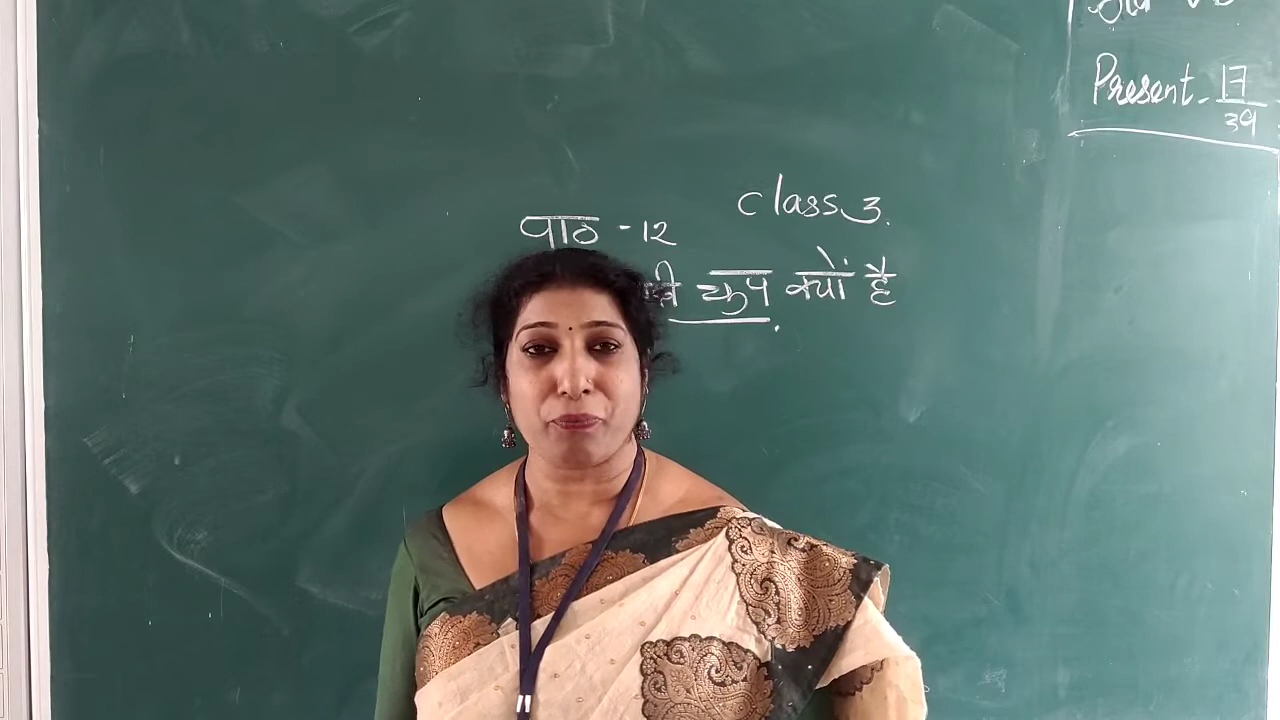 Present - 17/39
class 3.
पाठ - 12
चुप क्यों है